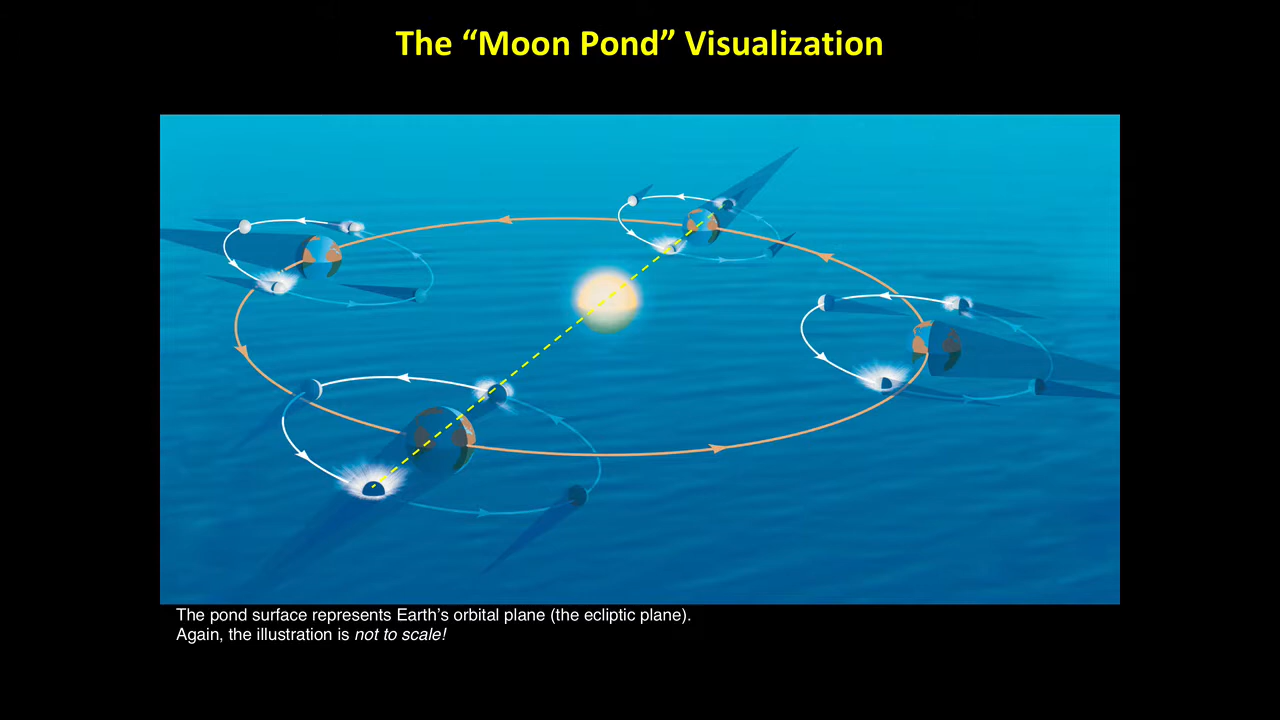 The “Moon Pond” Visualization
The pond surface represents Earth’s orbital plane (the ecliptic plane).
Again, the illustration is not to scale!